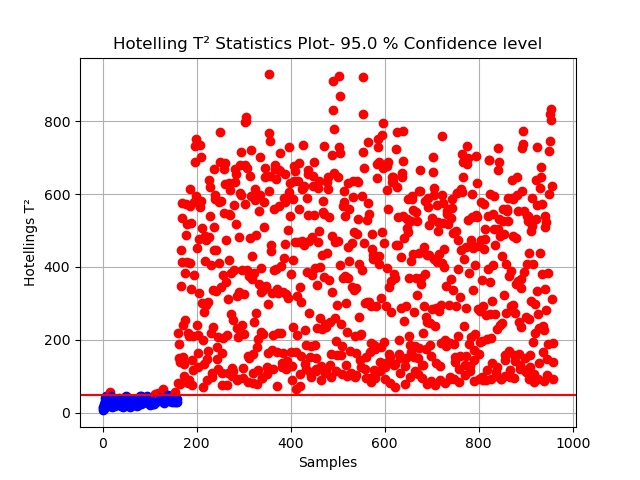 Hotelling T² Statistics Plot- 95.0 % Confidence level
Hotellings T²
800
600
400
200
0
0 200 400 600 800 1000
Samples